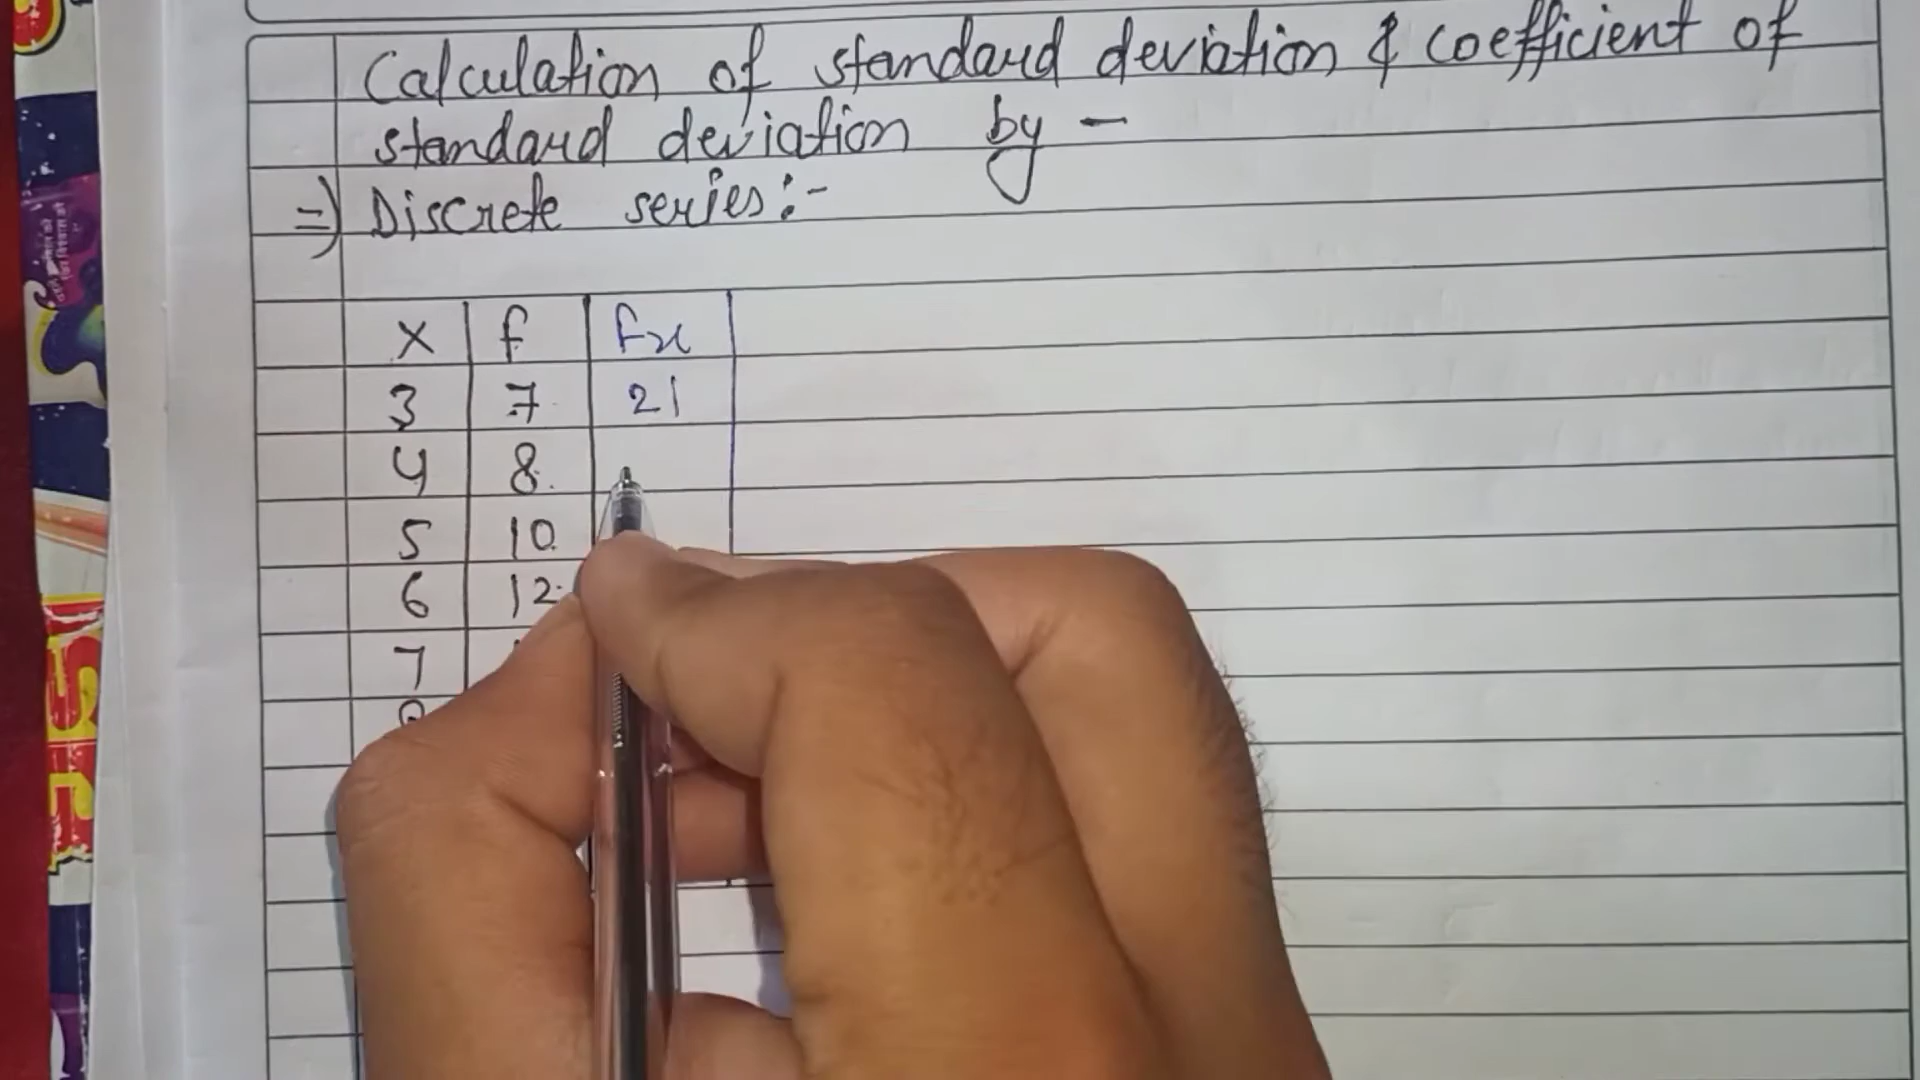 Calculation of standard deviation & coefficient of
standard deviation by -
=) Discrete series :-
X f fx
3 7 21
4 8
5 10
6 12
7